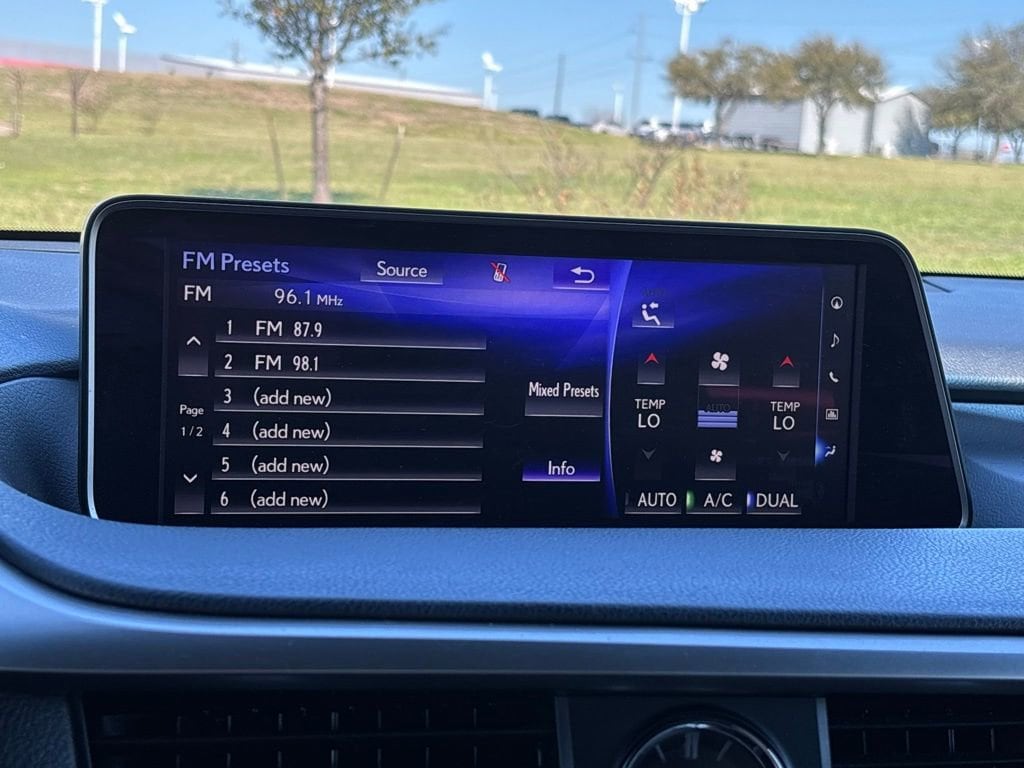 FM Presets
Source
FM
96.1 MHz
1 FM 87.9
2 FM 98.1
3 (add new)
4 (add new)
5 (add new)
6 (add new)
Page
1/2
Mixed Presets
Info
TEMP
LO
AUTO
TEMP
LO
AUTO
A/C
DUAL